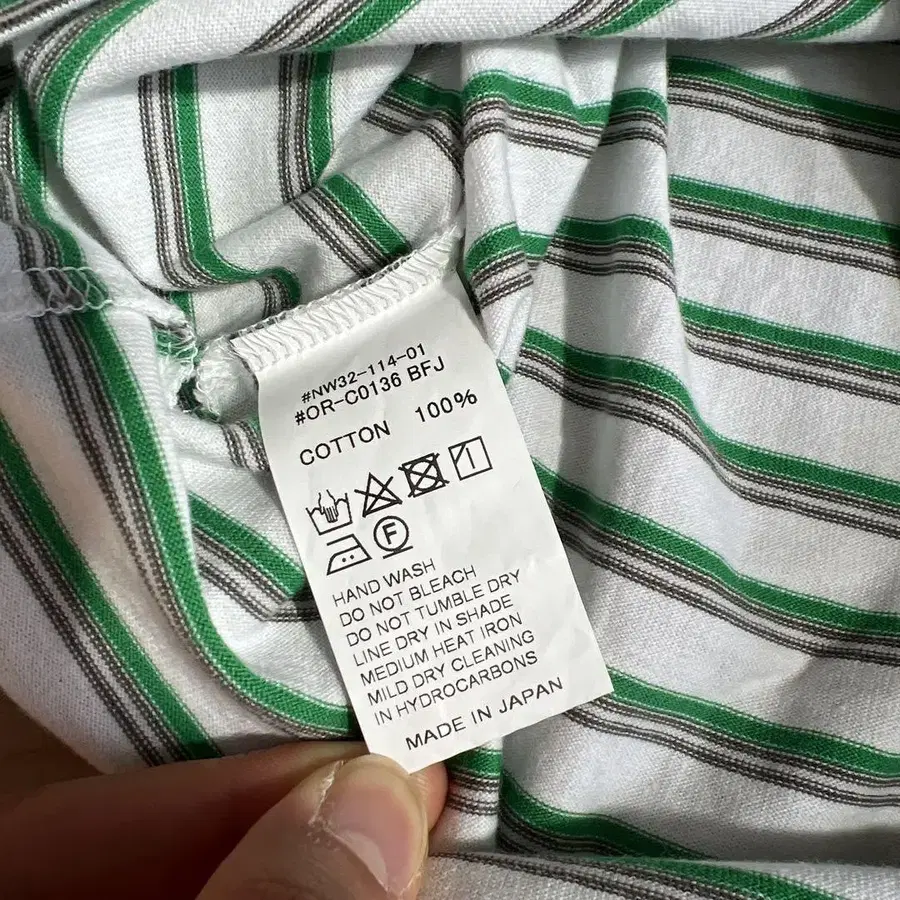 #NW32-114-01
#OR-C0136 BFJ
COTTON 100%
F
HAND WASH
DO NOT BLEACH
DO NOT TUMBLE DRY
LINE DRY IN SHADE
MEDIUM HEAT IRON
MILD DRY CLEANING
IN HYDROCARBONS
MADE IN JAPAN